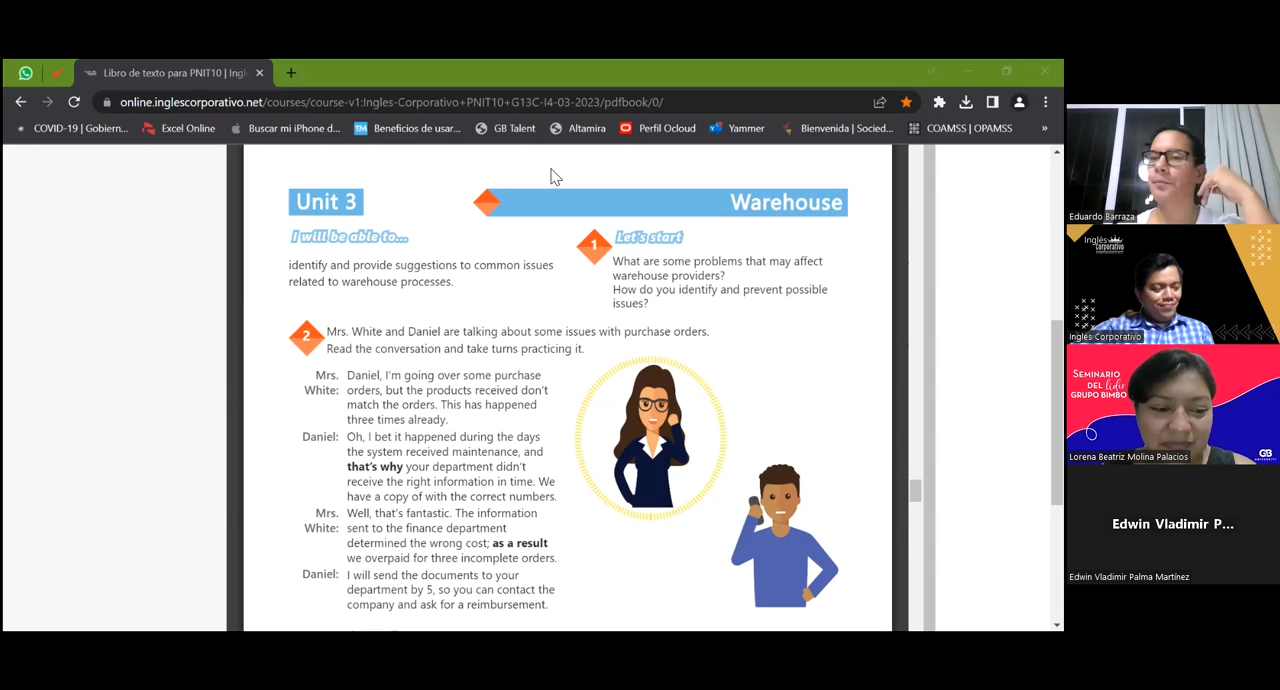 Libro de texto para PNIT10 | Ingl
online.inglescorporativo.net/courses/course-v1:Ingles-Corporativo+PNIT10+G13C-I4-03-2023/pdfbook/0/
COVID-19 | Gobiern... Excel Online Buscar mi iPhone d... TM Beneficios de usar... GB Talent Altamira Perfil Ocloud Yammer Bienvenida | Socied... COAMSS | OPAMSS »
Unit 3
Warehouse
I will be able to...
identify and provide suggestions to common issues
related to warehouse processes.
1 Let's start
What are some problems that may affect
warehouse providers?
How do you identify and prevent possible
issues?
2 Mrs. White and Daniel are talking about some issues with purchase orders.
Read the conversation and take turns practicing it.
Mrs. Daniel, I'm going over some purchase
White: orders, but the products received don't
match the orders. This has happened
three times already.
Daniel: Oh, I bet it happened during the days
the system received maintenance, and
that's why your department didn't
receive the right information in time. We
have a copy of with the correct numbers.
Mrs. Well, that's fantastic. The information
White: sent to the finance department
determined the wrong cost; as a result
we overpaid for three incomplete orders.
Daniel: I will send the documents to your
department by 5, so you can contact the
company and ask for a reimbursement.
Eduardo Barraza
Inglés
Corporativo
Inglés Corporativo
SEMINARIO
DEL líder
GRUPO BIMBO
GB
UNIVERSITY
Lorena Beatriz Molina Palacios
Edwin Vladimir P...
Edwin Vladimir Palma Martínez